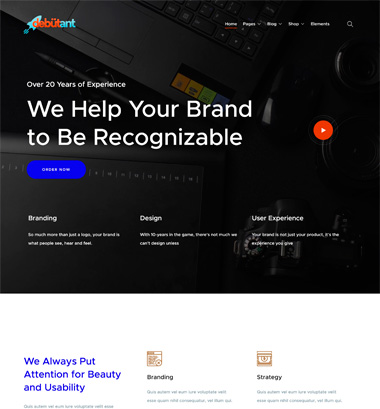 debütant
Home Pages Blog Shop Elements
Over 20 Years of Experience
We Help Your Brand
to Be Recognizable
ORDER NOW
Branding
So much more than just a logo, your brand is
what people see, hear and feel.
Design
With 10 years in the game, there's not much we
can't design unless
User Experience
Your brand is not just your product, it's the
experience you give
We Always Put
Attention for Beauty
and Usability
Quis autem vel eum iure voluptate velit esse
Branding
Quis autem vel eum iure voluptate velit
esse quam nihil consequatur, vel illum qui.
Strategy
Quis autem vel eum iure voluptate velit
esse quam nihil consequatur, vel illum qui.